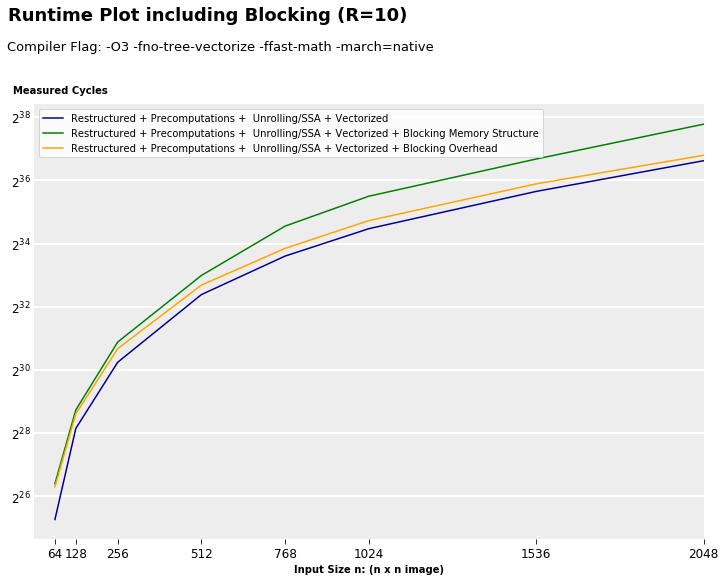 Runtime Plot including Blocking (R=10)
Compiler Flag: -O3 -fno-tree-vectorize -ffast-math -march=native
Measured Cycles
Restructured + Precomputations +  Unrolling/SSA + Vectorized
Restructured + Precomputations +  Unrolling/SSA + Vectorized + Blocking Memory Structure
Restructured + Precomputations +  Unrolling/SSA + Vectorized + Blocking Overhead
2^38
2^36
2^34
2^32
2^30
2^28
2^26
64 128 256 512 768 1024 1536 2048
Input Size n: (n x n image)